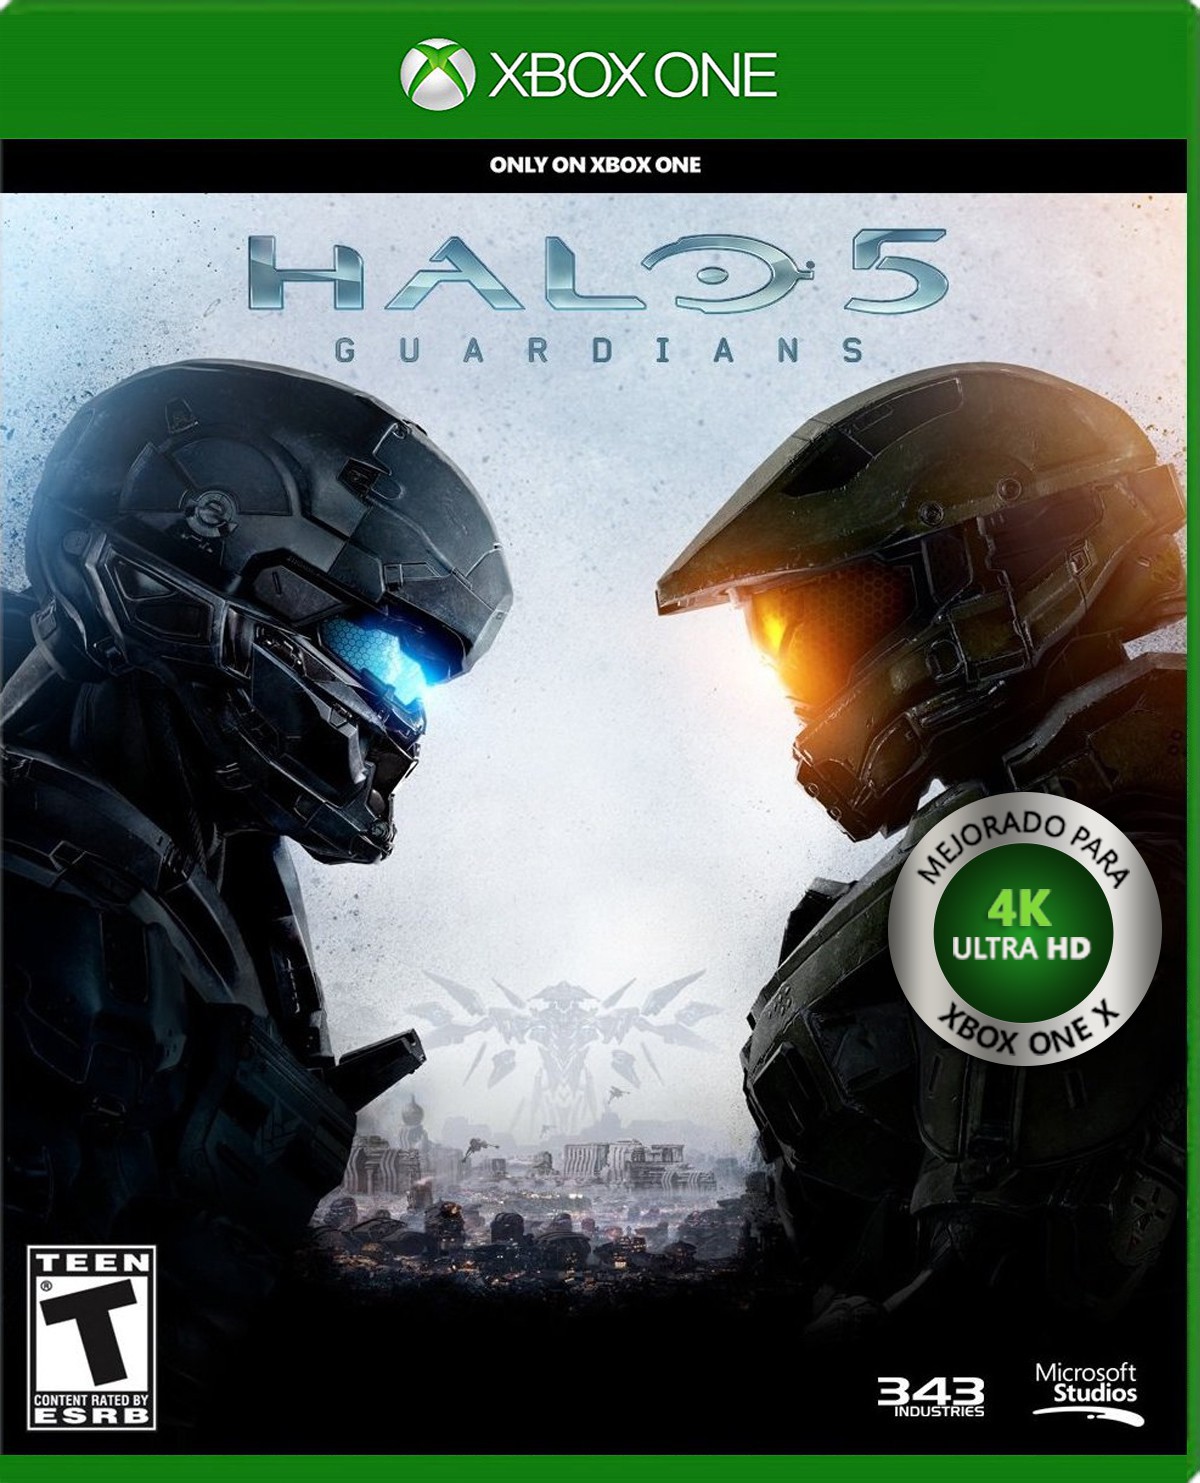 XBOX ONE
ONLY ON XBOX ONE
HALO 5
GUARDIANS
MEJORADO PARA
4K
ULTRA HD
XBOX ONE X
TEEN
®
T
CONTENT RATED BY
ESRB
343
INDUSTRIES
Microsoft
Studios